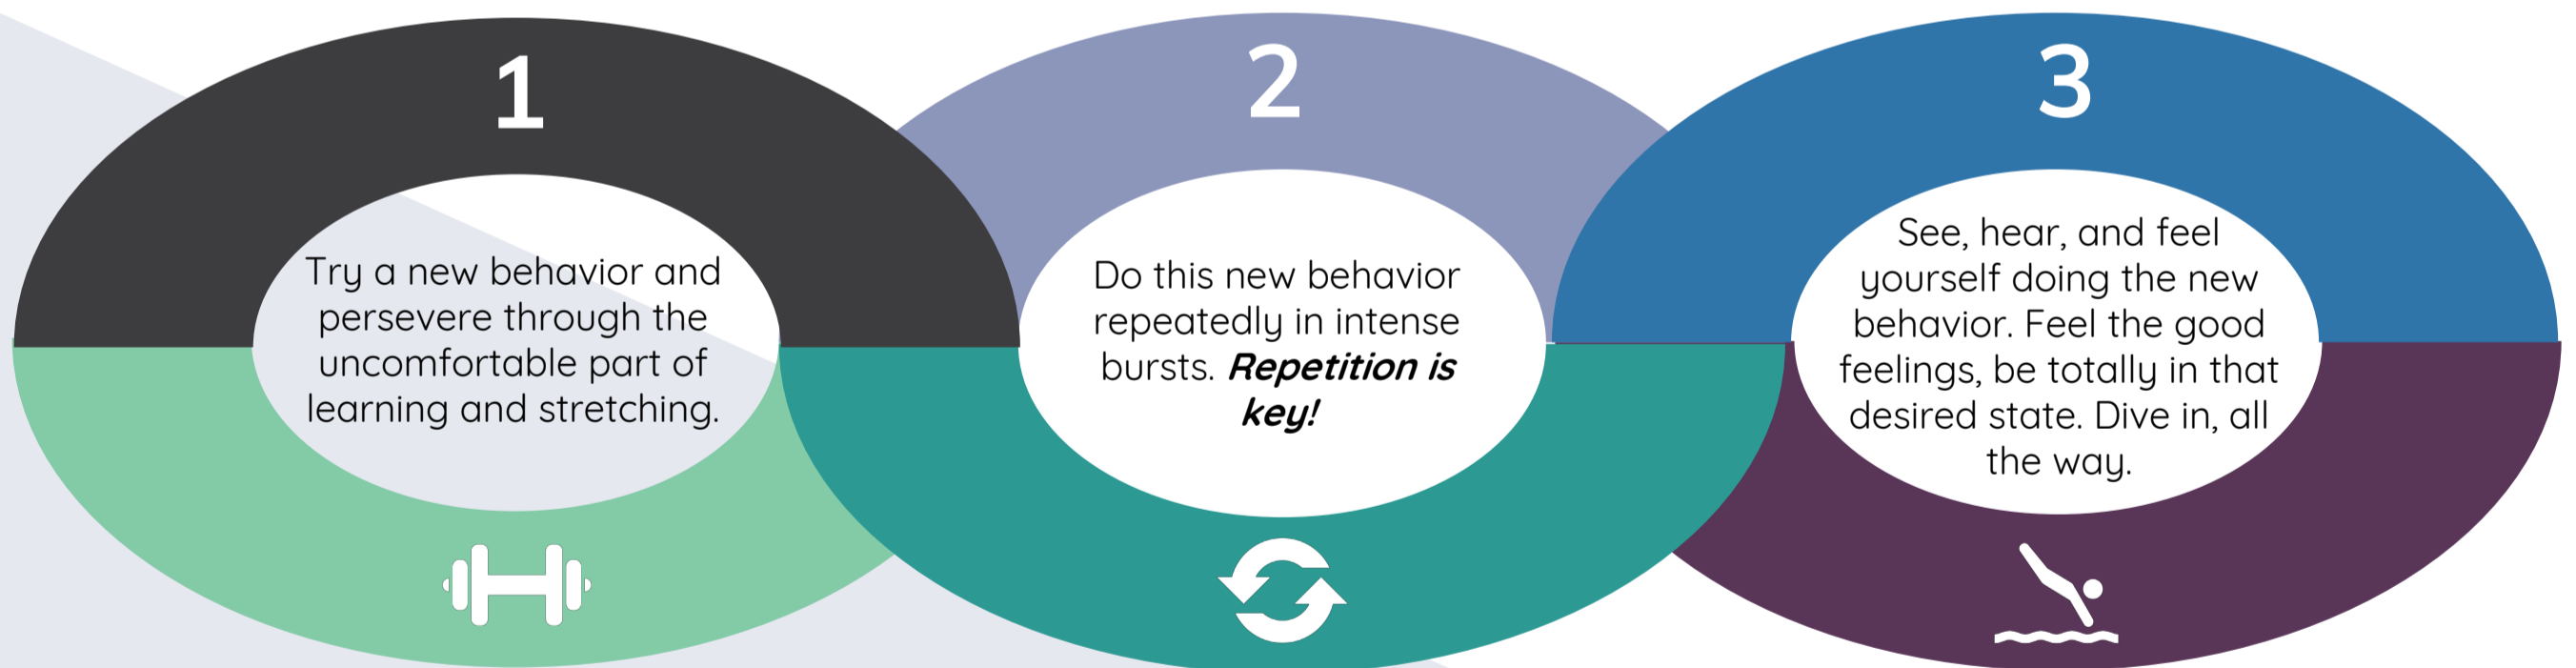 1
Try a new behavior and
persevere through the
uncomfortable part of
learning and stretching.
2
Do this new behavior
repeatedly in intense
bursts. Repetition is
key!
3
See, hear, and feel
yourself doing the new
behavior. Feel the good
feelings, be totally in that
desired state. Dive in, all
the way.